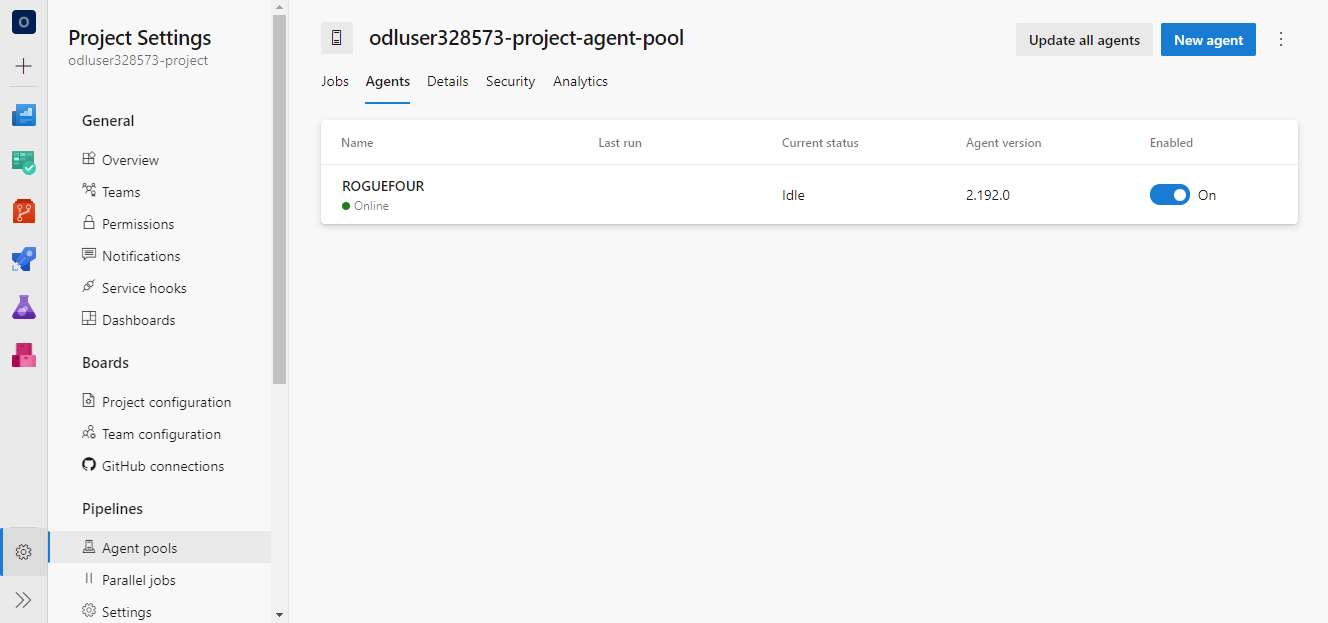 O
Project Settings
odluser328573-project
General
Overview
Teams
Permissions
Notifications
Service hooks
Dashboards
Boards
Project configuration
Team configuration
GitHub connections
Pipelines
Agent pools
Parallel jobs
Settings
odluser328573-project-agent-pool
Update all agents
New agent
Jobs Agents Details Security Analytics
Name Last run Current status Agent version Enabled
ROGUEFOUR
Online
Idle 2.192.0 On